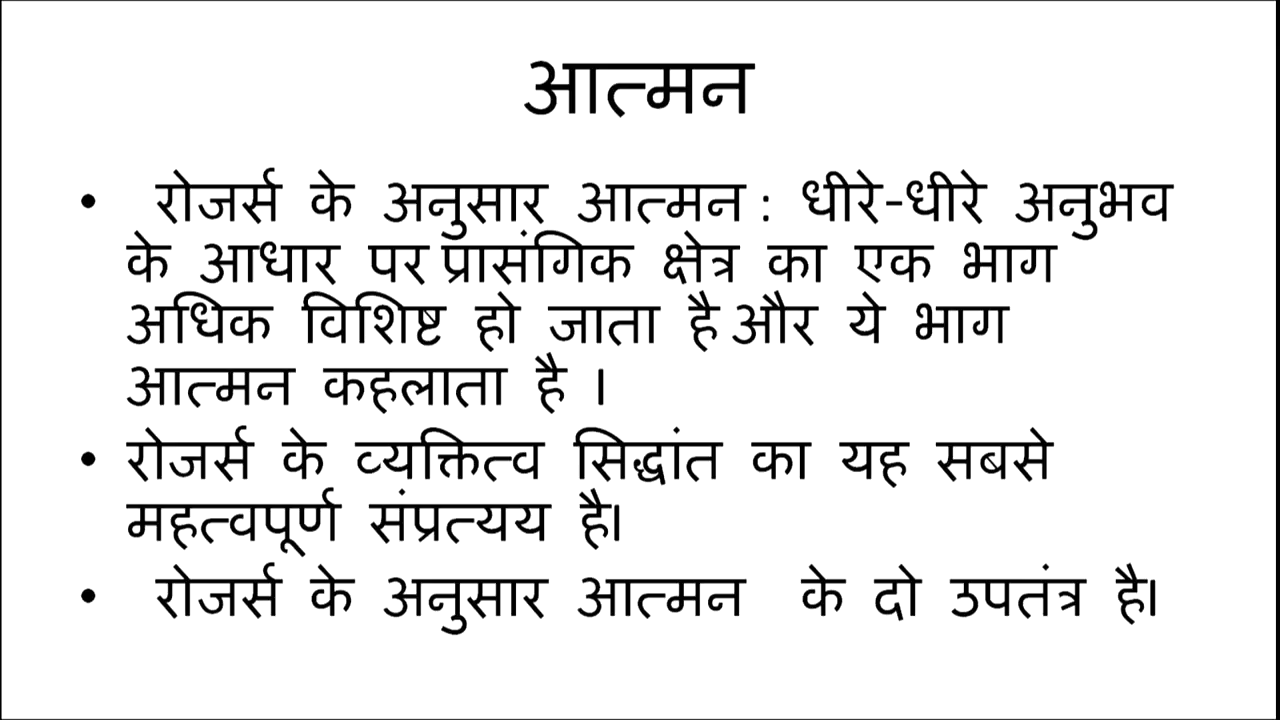 आत्मन
• रोजर्स के अनुसार आत्मन : धीरे-धीरे अनुभव
के आधार पर प्रासंगिक क्षेत्र का एक भाग
अधिक विशिष्ट हो जाता है और ये भाग
आत्मन कहलाता है ।
• रोजर्स के व्यक्तित्व सिद्धांत का यह सबसे
महत्वपूर्ण संप्रत्यय है।
• रोजर्स के अनुसार आत्मन के दो उपतंत्र है।